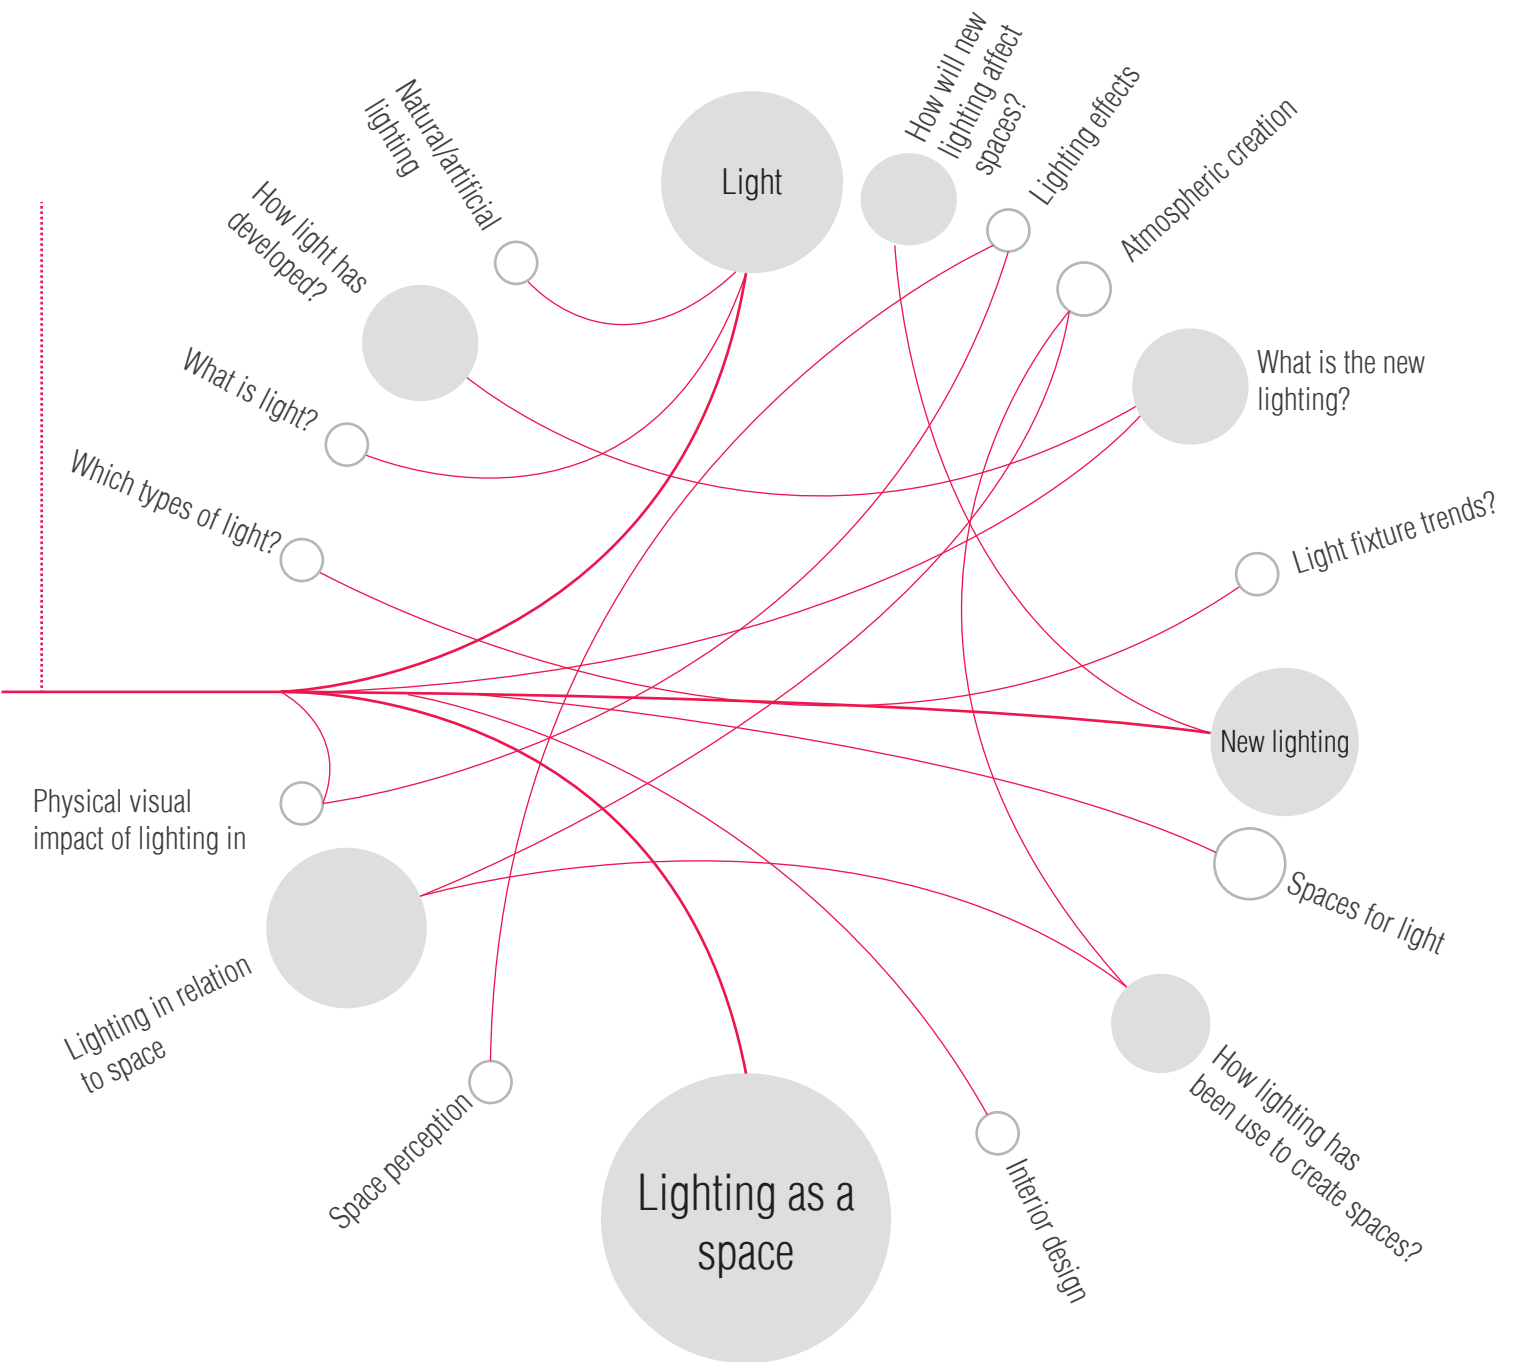 How will new
lighting affect
spaces?
Lighting effects
Atmospheric creation
Natural/artificial
lighting
Light
How light has
developed?
What is the new
lighting?
What is light?
Which types of light?
Light fixture trends?
New lighting
Physical visual
impact of lighting in
Spaces for light
Lighting in relation
to space
Space perception
How lighting has
been use to create spaces?
Interior design
Lighting as a
space